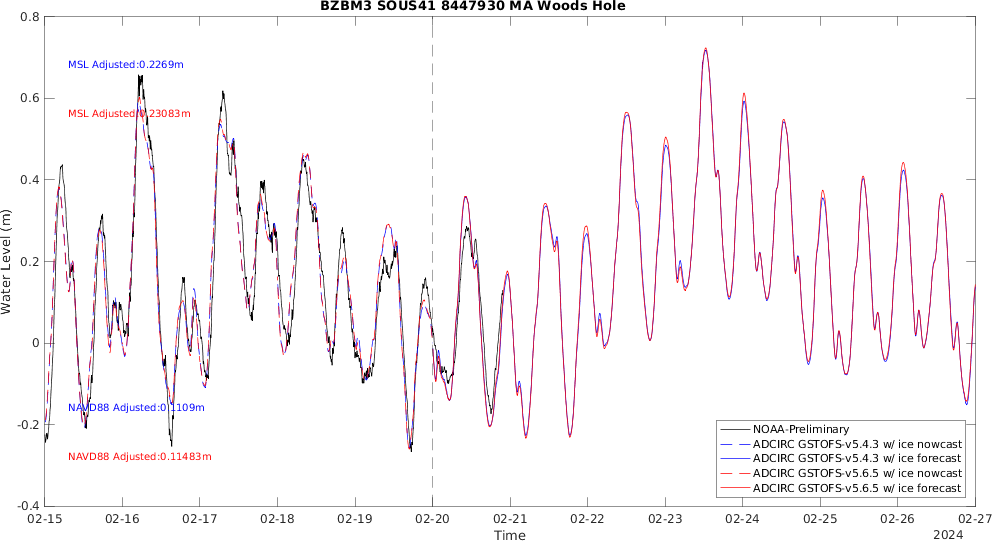 BZBM3 SOUS41 8447930 MA Woods Hole
0.8
0.6
0.4
0.2
0
-0.2
-0.4
Water Level (m)
MSL Adjusted:0.2269m
MSL Adjusted:0.23083m
NAVD88 Adjusted:0.1109m
NAVD88 Adjusted:0.11483m
NOAA-Preliminary
ADCIRC GSTOFS-v5.4.3 w/ ice nowcast
ADCIRC GSTOFS-v5.4.3 w/ ice forecast
ADCIRC GSTOFS-v5.6.5 w/ ice nowcast
ADCIRC GSTOFS-v5.6.5 w/ ice forecast
02-15 02-16 02-17 02-18 02-19 02-20 02-21 02-22 02-23 02-24 02-25 02-26 02-27
Time
2024